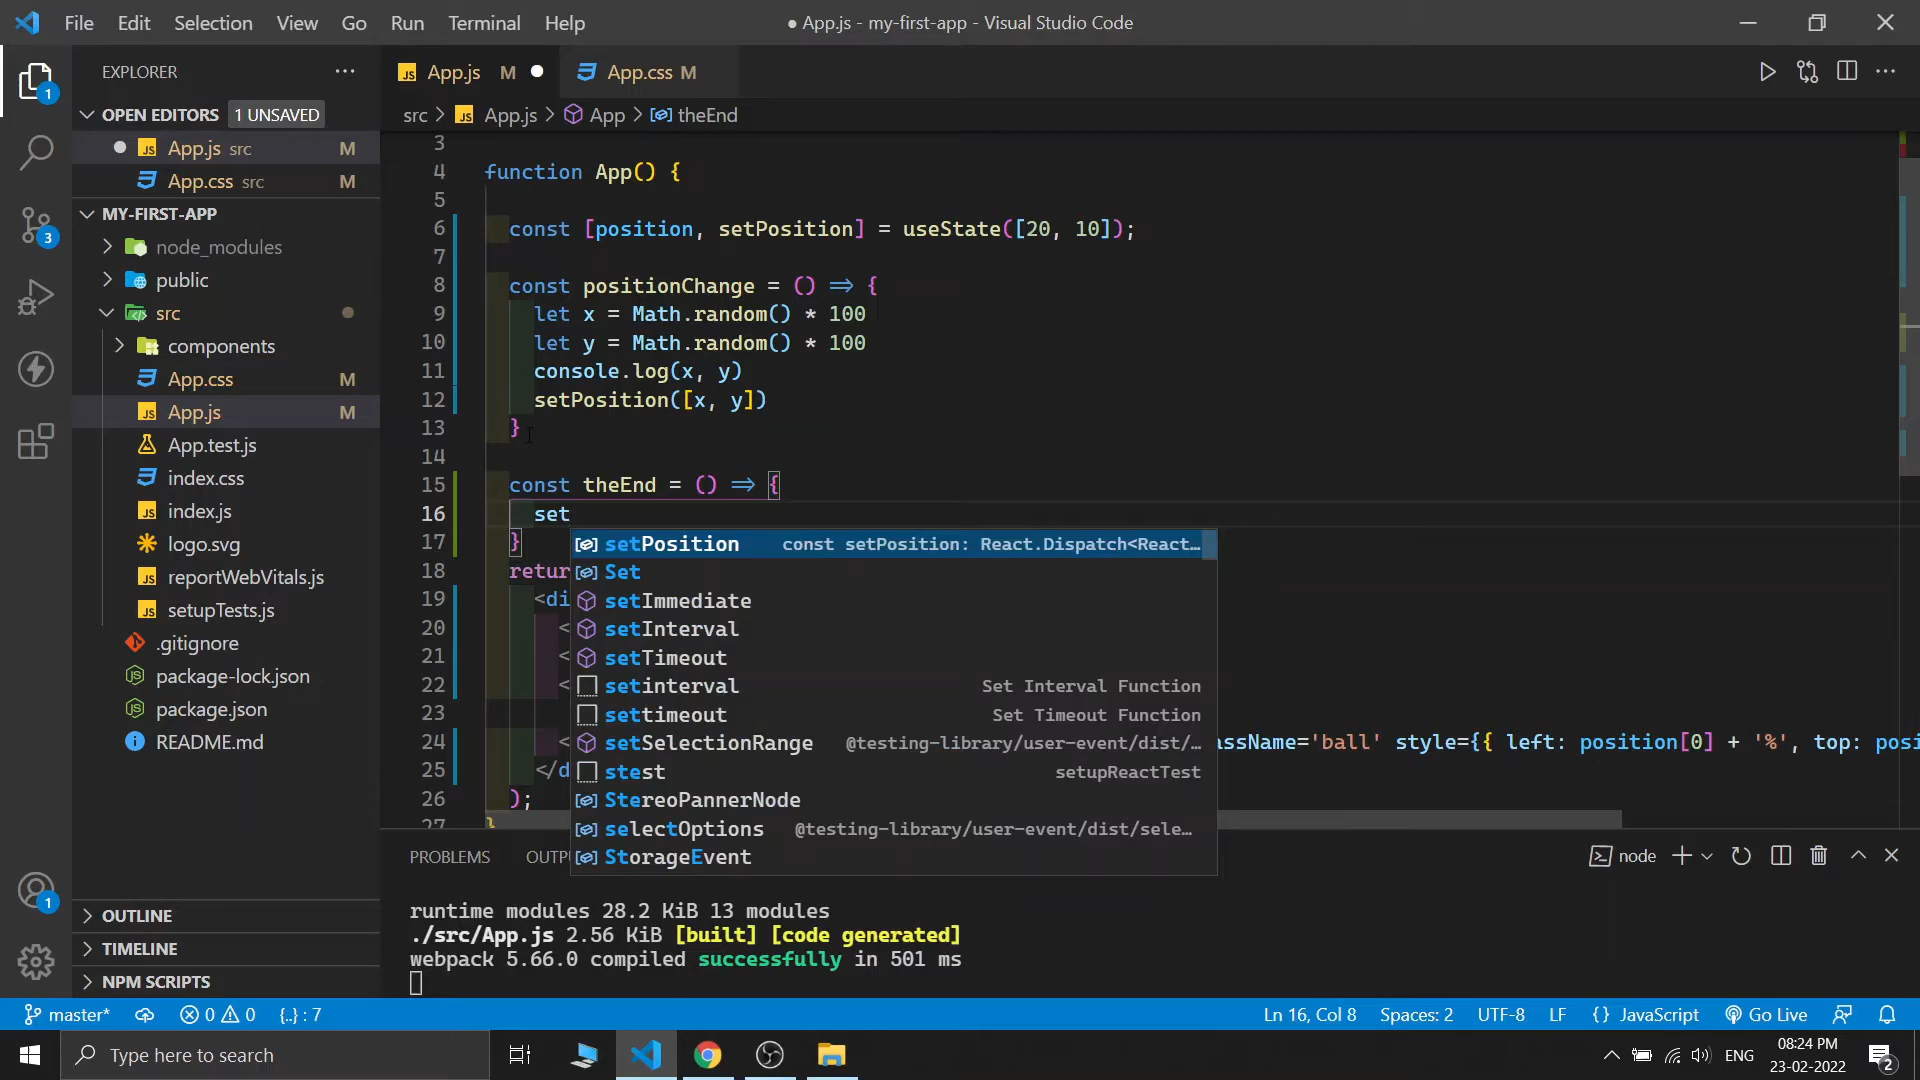 File Edit Selection View Go Run Terminal Help
● App.js - my-first-app - Visual Studio Code
EXPLORER
OPEN EDITORS 1 UNSAVED
App.js src M
App.css src M
MY-FIRST-APP
node_modules
public
src
components
App.css M
App.js M
App.test.js
index.css
index.js
logo.svg
reportWebVitals.js
setupTests.js
.gitignore
package-lock.json
package.json
README.md
OUTLINE
TIMELINE
NPM SCRIPTS
1
3
1
App.js M
App.css M
src > App.js > App > theEnd
3
4 function App() {
5
6 const [position, setPosition] = useState([20, 10]);
7
8 const positionChange = () => {
9 let x = Math.random() * 100
10 let y = Math.random() * 100
11 console.log(x, y)
12 setPosition([x, y])
13 }
14
15 const theEnd = () => {
16 set
17 }
18 retur
19 <di
20 <
21 <
22 <
23
24 < assName='ball' style={{ left: position[0] + '%', top: posi
25 </d
26 );
27 }
setPosition const setPosition: React.Dispatch<React…
Set
setImmediate
setInterval
setTimeout
setinterval Set Interval Function
settimeout Set Timeout Function
setSelectionRange @testing-library/user-event/dist/…
stest setupReactTest
StereoPannerNode
selectOptions @testing-library/user-event/dist/sele…
StorageEvent
PROBLEMS OUTP
node
runtime modules 28.2 KiB 13 modules
./src/App.js 2.56 KiB [built] [code generated]
webpack 5.66.0 compiled successfully in 501 ms
master* 0 0 {..} : 7
Ln 16, Col 8 Spaces: 2 UTF-8 LF {} JavaScript Go Live
Type here to search
ENG
08:24 PM
23-02-2022
2